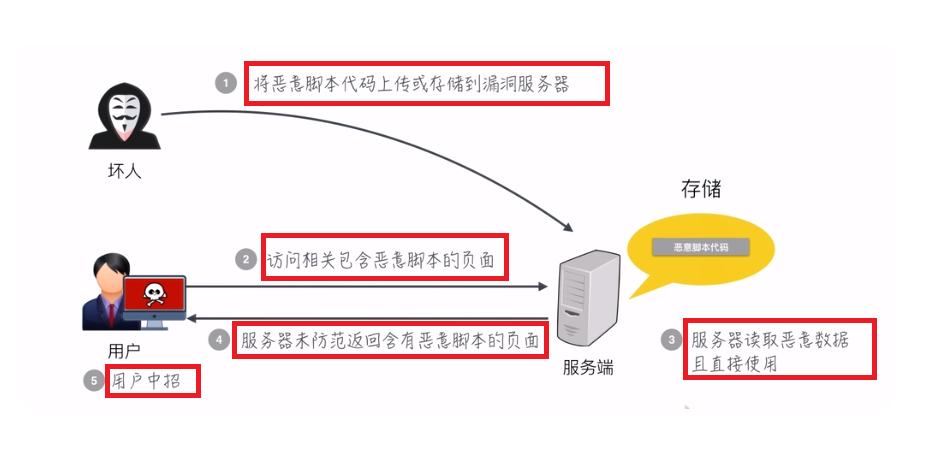 1 将恶意脚本代码上传或存储到漏洞服务器
坏人
存储
恶意脚本代码
2 访问相关包含恶意脚本的页面
4 服务器未防范返回含有恶意脚本的页面
3 服务器读取恶意数据
且直接使用
用户
服务端
5 用户中招